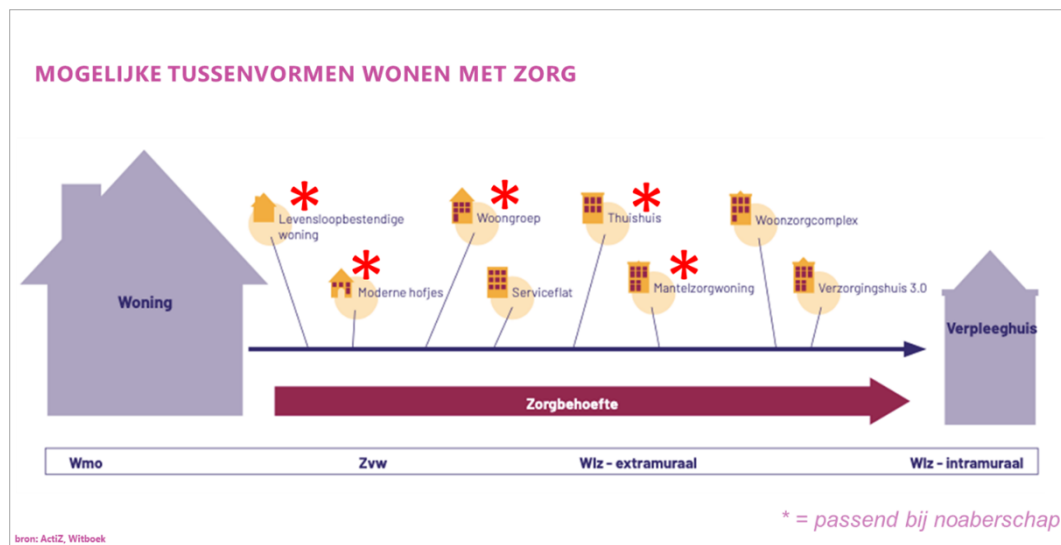 MOGELIJKE TUSSENVORMEN WONEN MET ZORG
*
*
*
Levensloopbestendige
woning
Woongroep
Thuishuis
Woonzorgcomplex
*
*
Moderne hofjes
Serviceflat
Mantelzorgwoning
Verzorgingshuis 3.0
Woning
Verpleeghuis
Zorgbehoefte
Wmo
Zvw
Wlz - extramuraal
Wlz - intramuraal
* = passend bij noaberschap
bron: ActiZ, Witboek